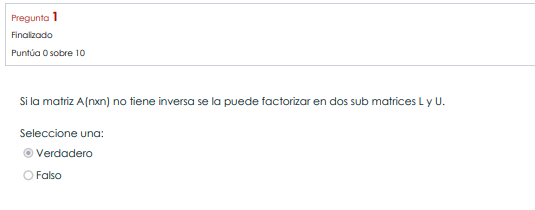 Pregunta 1
Finalizado
Puntúa 0 sobre 10
Si la matriz A(nxn) no tiene inversa se la puede factorizar en dos sub matrices L y U.
Seleccione una:
Verdadero
Falso